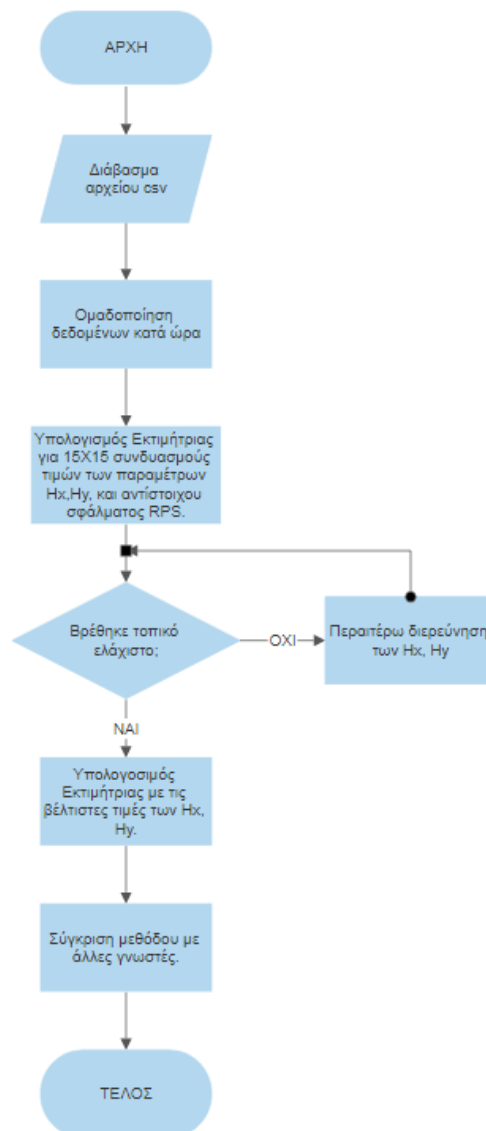 ΑΡΧΗ
Διάβασμα
αρχείου csv
Ομαδοποίηση
δεδομένων κατά ώρα
Υπολογισμός Εκτιμήτριας
για 15Χ15 συνδυασμούς
τιμών των παραμέτρων
Hx,Hy, και αντίστοιχου
σφάλματος RPS.
Βρέθηκε τοπικό
ελάχιστο;
ΟΧΙ
Περαιτέρω διερεύνηση
των Hx, Hy
ΝΑΙ
Υπολογοσιμός
Εκτιμήτριας με τις
βέλτιστες τιμές των Hx,
Hy.
Σύγκριση μεθόδου με
άλλες γνωστές.
ΤΕΛΟΣ